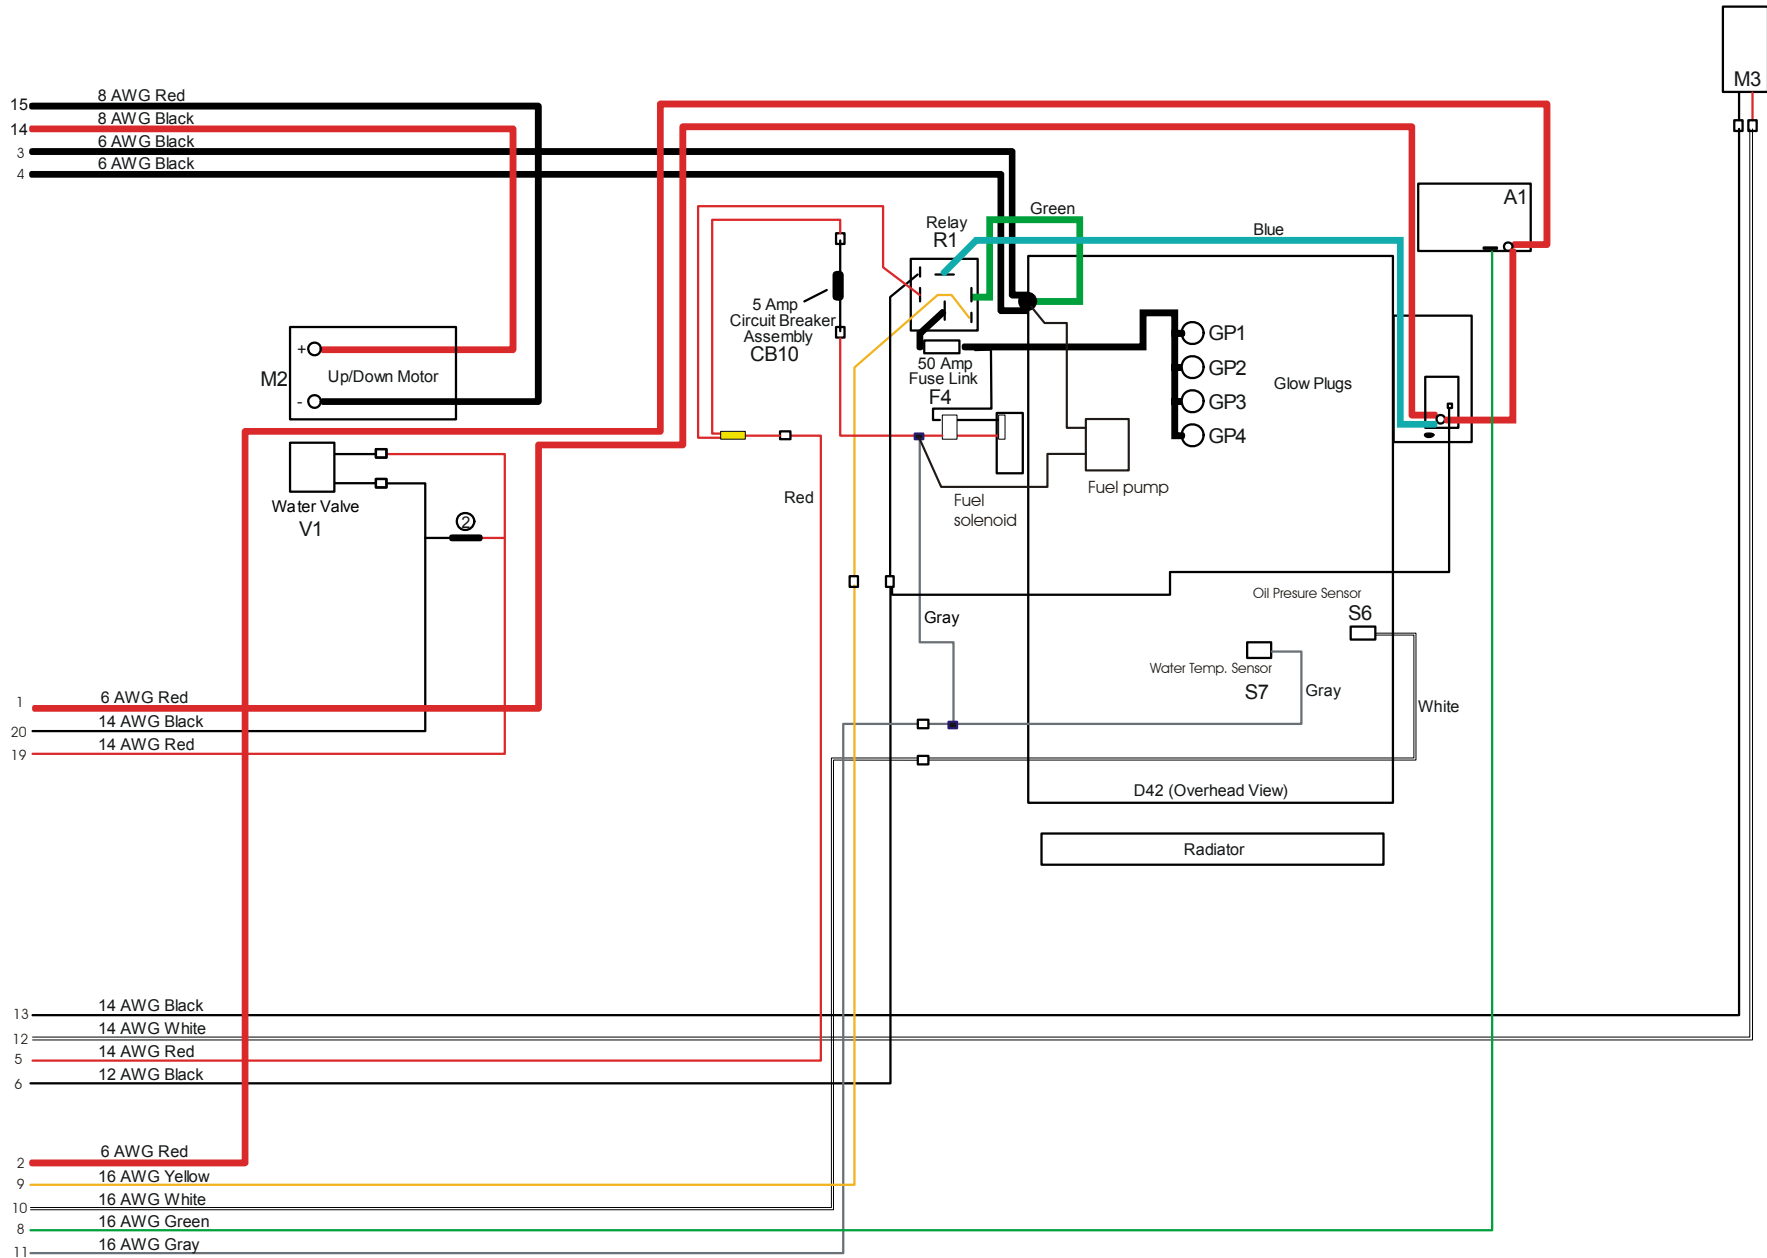 M3
15 8 AWG Red
14 8 AWG Black
3 6 AWG Black
4 6 AWG Black
A1
Green
Relay
R1
Blue
5 Amp
Circuit Breaker
Assembly
CB10
50 Amp
Fuse Link
F4
GP1
GP2
GP3
GP4
Glow Plugs
M2
+
Up/Down Motor
-
Water Valve
V1
2
Red
Fuel
solenoid
Fuel pump
Oil Presure Sensor
S6
Gray
Water Temp. Sensor
S7
Gray
White
1 6 AWG Red
20 14 AWG Black
19 14 AWG Red
D42 (Overhead View)
Radiator
13 14 AWG Black
12 14 AWG White
5 14 AWG Red
6 12 AWG Black
2 6 AWG Red
9 16 AWG Yellow
10 16 AWG White
8 16 AWG Green
11 16 AWG Gray